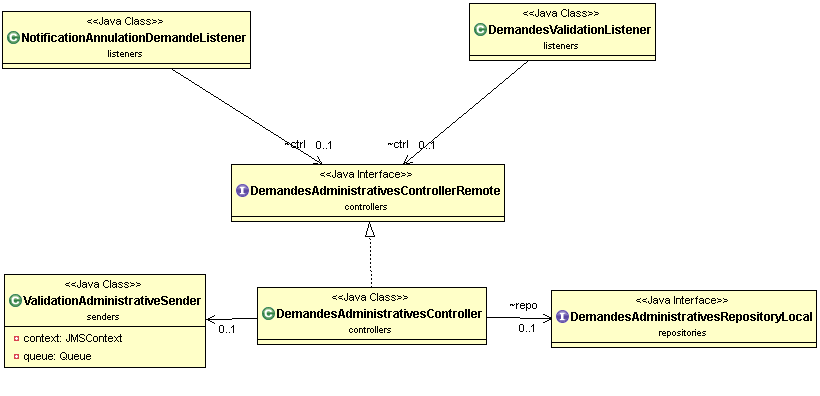 <<Java Class>>
NotificationAnnulationDemandeListener
listeners
<<Java Class>>
DemandesValidationListener
listeners
~ctrl 0..1
~ctrl 0..1
<<Java Interface>>
DemandesAdministrativesControllerRemote
controllers
<<Java Class>>
ValidationAdministrativeSender
senders
context: JMSContext
queue: Queue
0..1
<<Java Class>>
DemandesAdministrativesController
controllers
~repo
0..1
<<Java Interface>>
DemandesAdministrativesRepositoryLocal
repositories